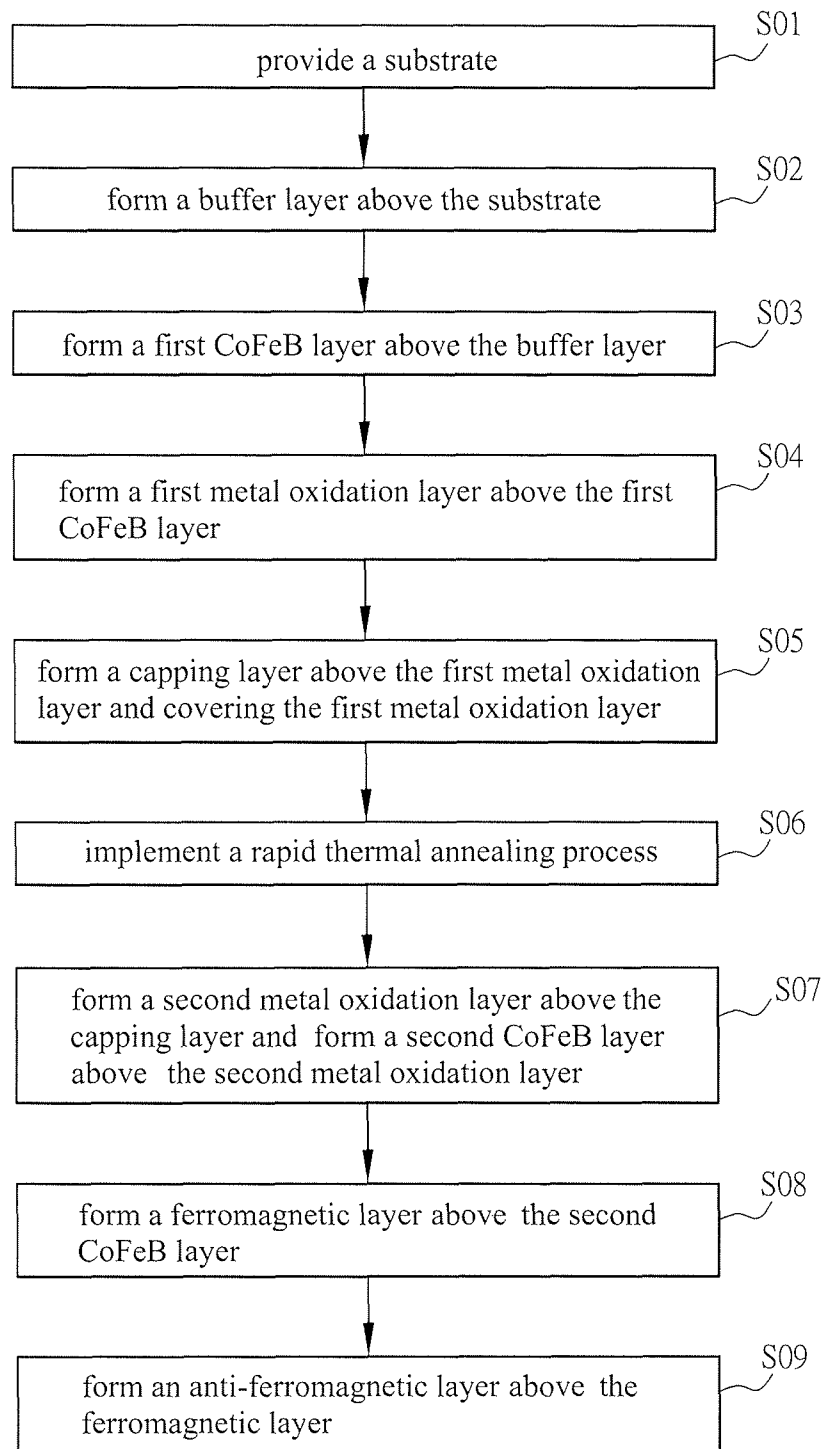 S01
provide a substrate
S02
form a buffer layer above the substrate
S03
form a first CoFeB layer above the buffer layer
S04
form a first metal oxidation layer above the first
CoFeB layer
S05
form a capping layer above the first metal oxidation
layer and covering the first metal oxidation layer
S06
implement a rapid thermal annealing process
S07
form a second metal oxidation layer above the
capping layer and form a second CoFeB layer
above the second metal oxidation layer
S08
form a ferromagnetic layer above the second
CoFeB layer
S09
form an anti-ferromagnetic layer above the
ferromagnetic layer